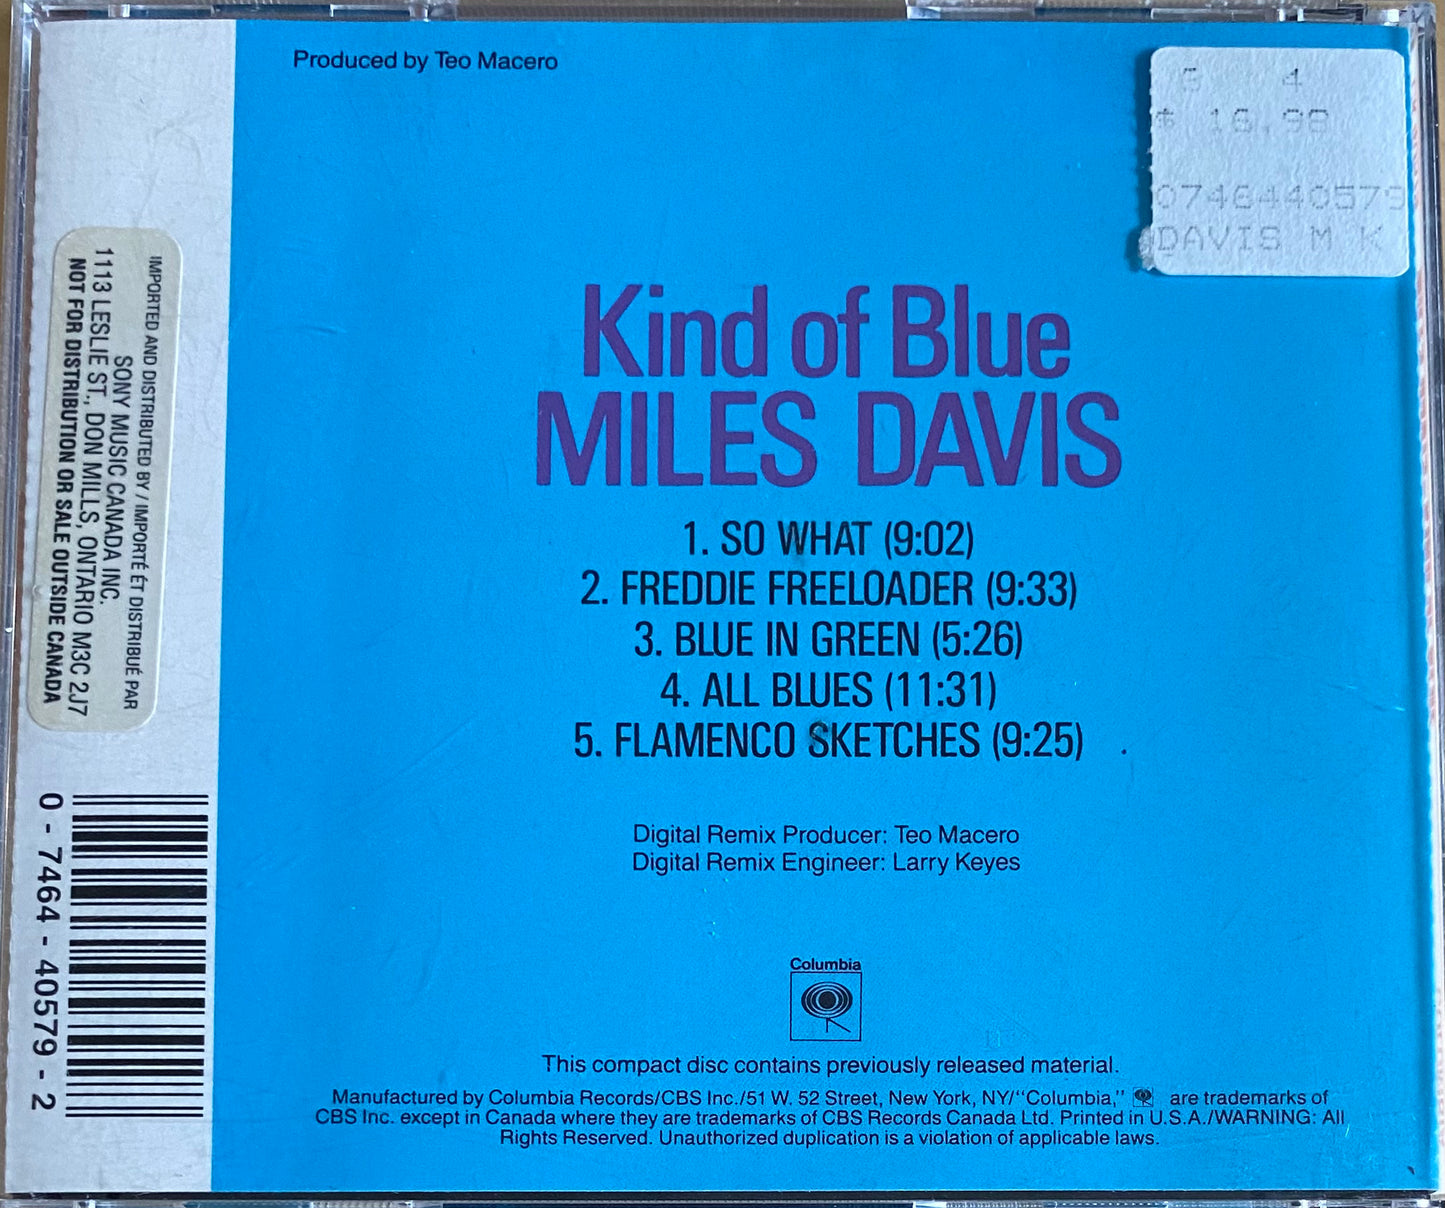 Produced by Teo Macero
$ 16.98
0746440579
DAVIS M K
Kind of Blue
MILES DAVIS
1. SO WHAT (9:02)
2. FREDDIE FREELOADER (9:33)
3. BLUE IN GREEN (5:26)
4. ALL BLUES (11:31)
5. FLAMENCO SKETCHES (9:25)
Digital Remix Producer: Teo Macero
Digital Remix Engineer: Larry Keyes
Columbia
This compact disc contains previously released material.
Manufactured by Columbia Records/CBS Inc./51 W. 52 Street, New York, NY/"Columbia," are trademarks of
CBS Inc. except in Canada where they are trademarks of CBS Records Canada Ltd. Printed in U.S.A./WARNING: All
Rights Reserved. Unauthorized duplication is a violation of applicable laws.
IMPORTED AND DISTRIBUTED BY / IMPORTÉ ÉT DISTRIBUÉ PAR
SONY MUSIC CANADA INC.
1113 LESLIE ST., DON MILLS, ONTARIO M3C 2J7
NOT FOR DISTRIBUTION OR SALE OUTSIDE CANADA
0 - 7464 - 40579 - 2